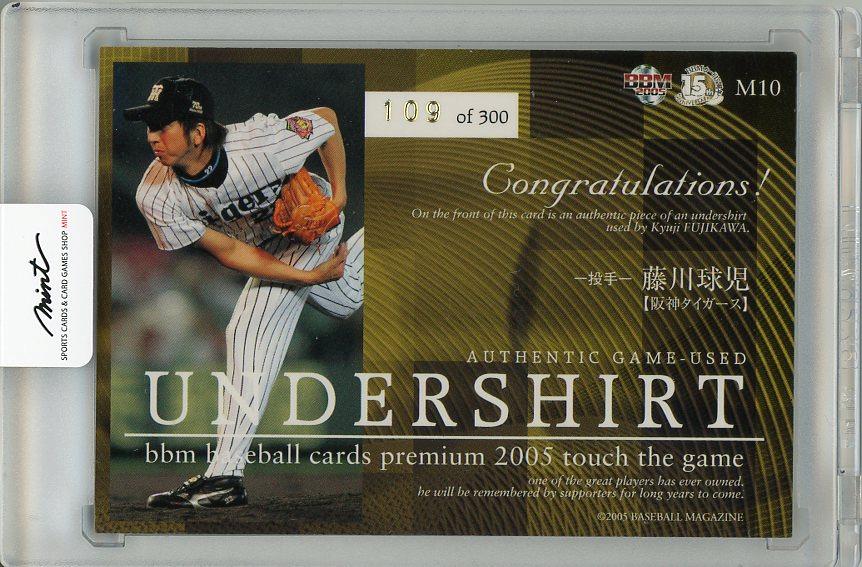 109 of 300
BBM 2005
15th
M10
Congratulations!
On the front of this card is an authentic piece of an undershirt
used by Kyuji FUJIKAWA.
ー投手ー 藤川球児
【阪神タイガース】
AUTHENTIC GAME-USED
UNDERSHIRT
bbm baseball cards premium 2005 touch the game
one of the great players has ever owned.
he will be remembered by supporters for long years to come.
©2005 BASEBALL MAGAZINE
mint
SPORTS CARDS & CARD GAMES SHOP MINT